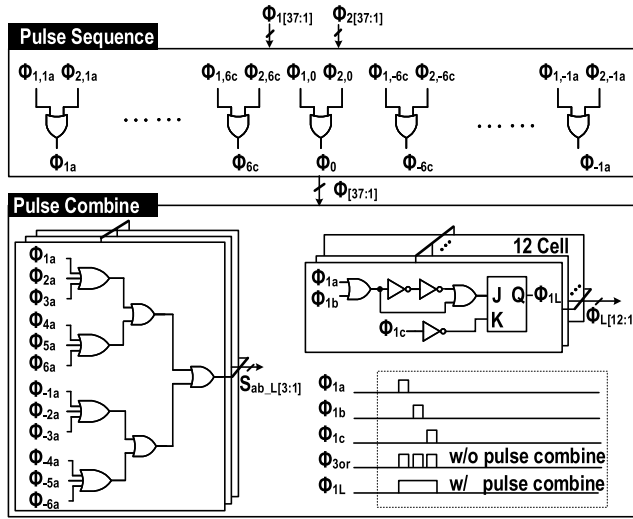 Φ1[37:1] Φ2[37:1]
Pulse Sequence
Φ1,1a Φ2,1a Φ1,6c Φ2,6c Φ1,0 Φ2,0 Φ1,-6c Φ2,-6c Φ1,-1a Φ2,-1a
...... ......
Φ1a Φ6c Φ0 Φ-6c Φ-1a
Φ[37:1]
Pulse Combine
Φ1a
Φ2a
Φ3a
Φ4a
Φ5a
Φ6a
Φ-1a
Φ-2a
Φ-3a
Φ-4a
Φ-5a
Φ-6a
Sab_L[3:1]
12 Cell
Φ1a
Φ1b
Φ1c
J Q
K
Φ1L
ΦL[12:1]
Φ1a
Φ1b
Φ1c
Φ3or w/o pulse combine
Φ1L w/ pulse combine